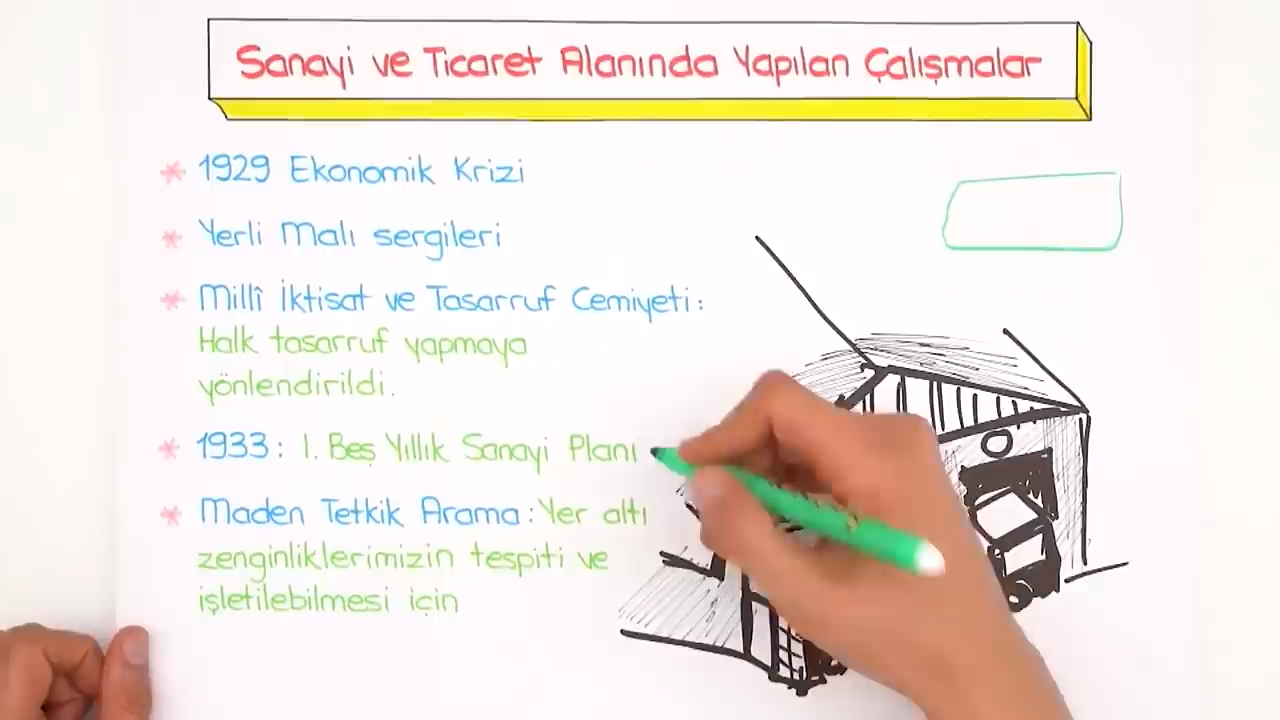 Sanayi ve Ticaret Alanında Yapılan Çalışmalar
* 1929 Ekonomik Krizi
* Yerli Malı sergileri
* Millî İktisat ve Tasarruf Cemiyeti:
Halk tasarruf yapmaya
yönlendirildi.
* 1933: I. Beş Yıllık Sanayi Planı
* Maden Tetkik Arama: Yer altı
zenginliklerimizin tespiti ve
işletilebilmesi için